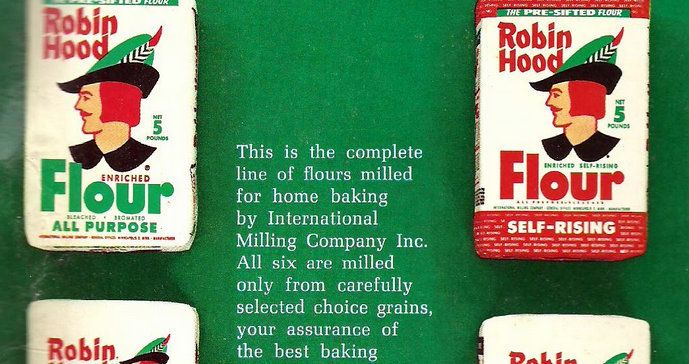 THE PRE-SIFTED FLOUR
Robin
Hood
NET
5
POUNDS
ENRICHED
Flour
BLEACHED • BROMATED
ALL PURPOSE
This is the complete
line of flours milled
for home baking
by International
Milling Company Inc.
All six are milled
only from carefully
selected choice grains,
your assurance of
the best baking
THE PRE-SIFTED FLOUR
Robin
Hood
NET
5
POUNDS
ENRICHED SELF-RISING
Flour
SELF-RISING
Robin
Robin